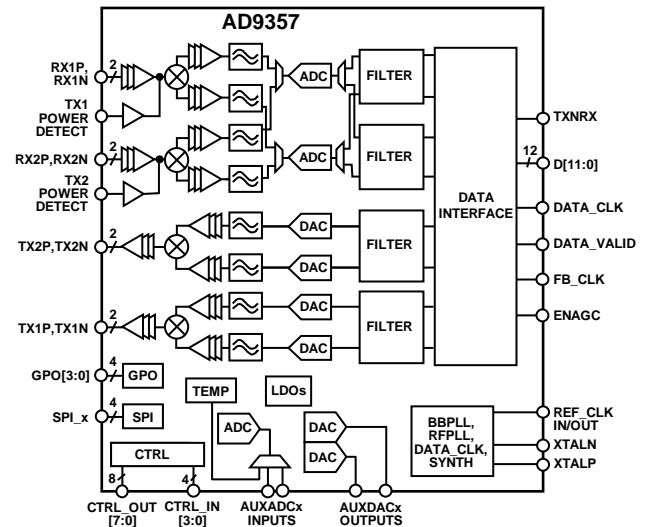 AD9357
RX1P,
RX1N
2
TX1
POWER
DETECT
RX2P,RX2N
2
TX2
POWER
DETECT
ADC
ADC
FILTER
FILTER
TX2P,TX2N
2
DAC
DAC
FILTER
TX1P,TX1N
2
DAC
DAC
FILTER
DATA
INTERFACE
TXNRX
12
D[11:0]
DATA_CLK
DATA_VALID
FB_CLK
ENAGC
GPO[3:0]
4
GPO
SPI_x
4
SPI
CTRL
8
4
CTRL_OUT
[7:0]
CTRL_IN
[3:0]
TEMP
LDOs
ADC
DAC
DAC
AUXADCx
INPUTS
AUXDACx
OUTPUTS
BBPLL,
RFPLL,
DATA_CLK,
SYNTH
REF_CLK
IN/OUT
XTALN
XTALP